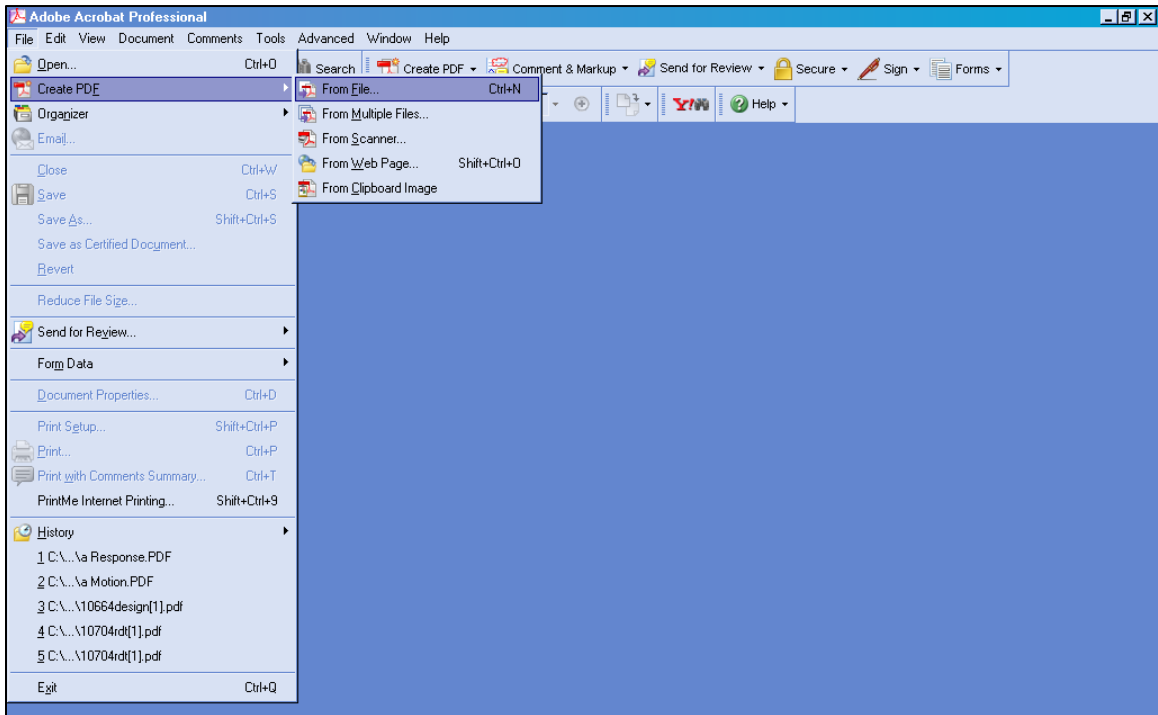 Adobe Acrobat Professional
File Edit View Document Comments Tools Advanced Window Help
Search Create PDF Comment & Markup Send for Review Secure Sign Forms
Y! Help
Open... Ctrl+O
Create PDF
Organizer
Email...
Close Ctrl+W
Save Ctrl+S
Save As... Shift+Ctrl+S
Save as Certified Document...
Revert
Reduce File Size...
Send for Review...
Form Data
Document Properties... Ctrl+D
Print Setup... Shift+Ctrl+P
Print... Ctrl+P
Print with Comments Summary... Ctrl+T
PrintMe Internet Printing... Shift+Ctrl+9
History
1 C:\...\a Response.PDF
2 C:\...\a Motion.PDF
3 C:\...\10664design[1].pdf
4 C:\...\10704rdt[1].pdf
5 C:\...\10704rdt[1].pdf
Exit Ctrl+Q
From File... Ctrl+N
From Multiple Files...
From Scanner...
From Web Page... Shift+Ctrl+O
From Clipboard Image